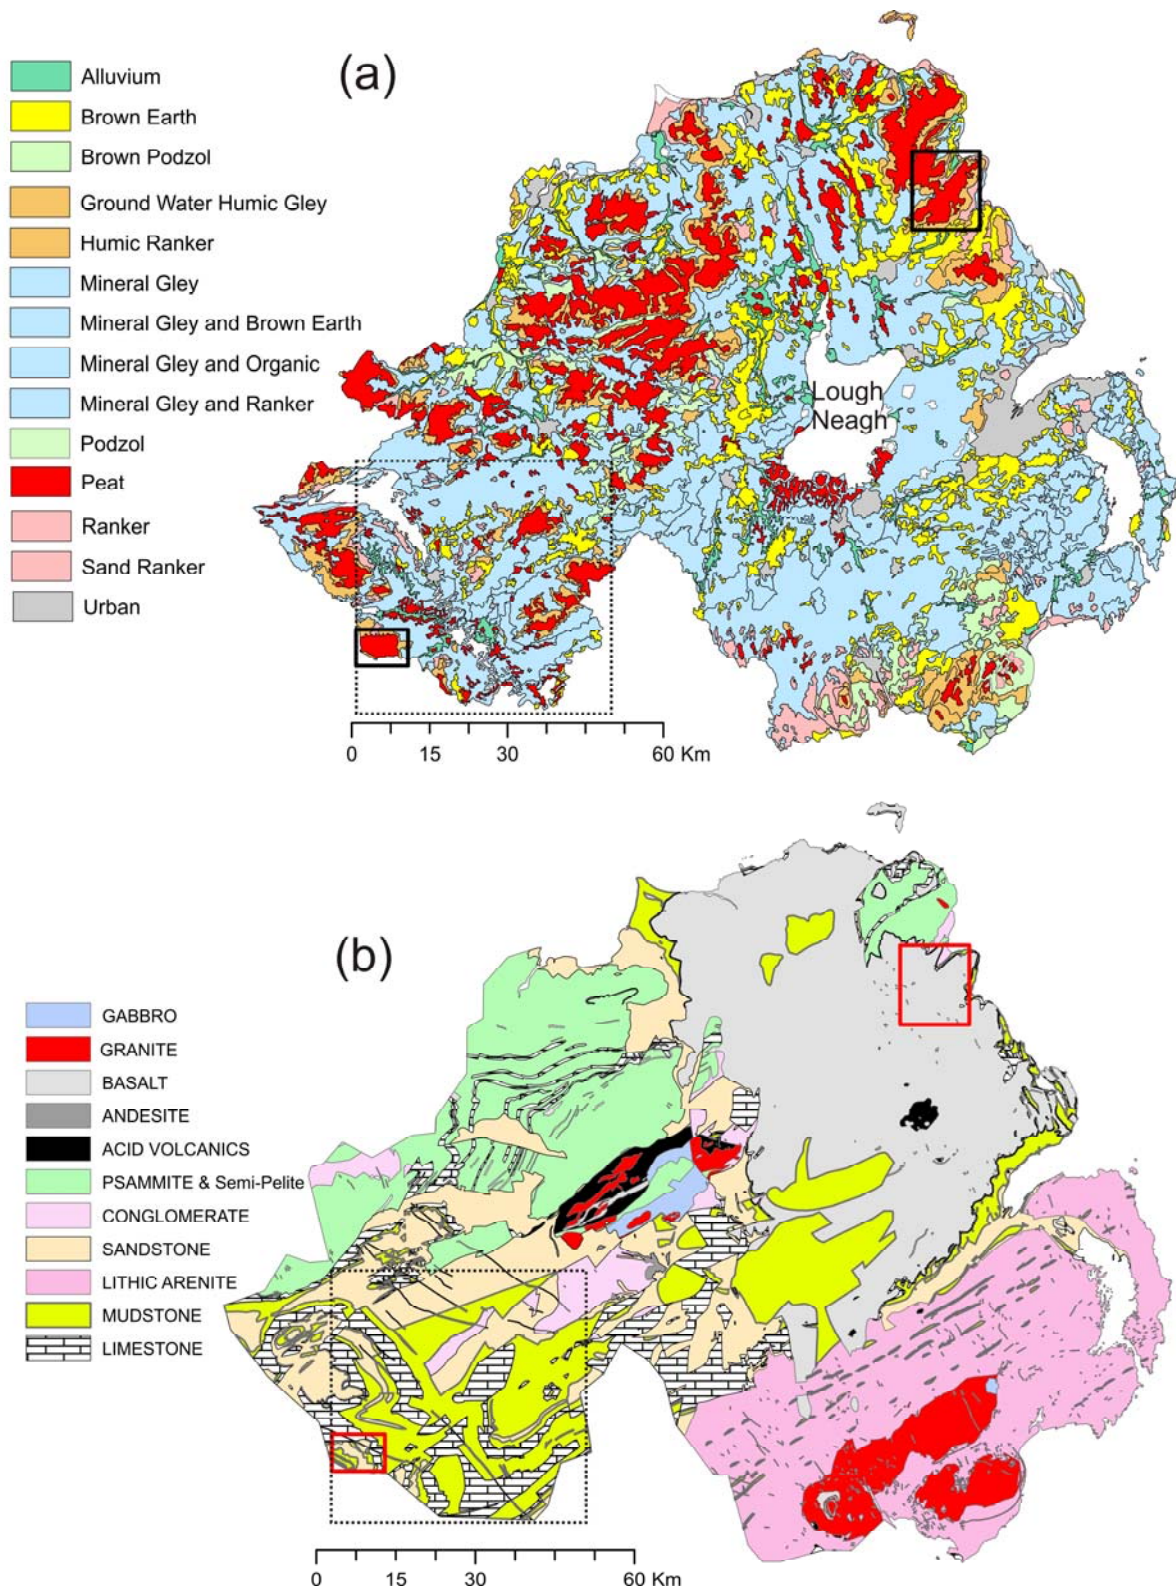 (a)
Alluvium
Brown Earth
Brown Podzol
Ground Water Humic Gley
Humic Ranker
Mineral Gley
Mineral Gley and Brown Earth
Mineral Gley and Organic
Mineral Gley and Ranker
Podzol
Peat
Ranker
Sand Ranker
Urban
Lough
Neagh
0 15 30 60 Km
(b)
GABBRO
GRANITE
BASALT
ANDESITE
ACID VOLCANICS
PSAMMITE & Semi-Pelite
CONGLOMERATE
SANDSTONE
LITHIC ARENITE
MUDSTONE
LIMESTONE
0 15 30 60 Km